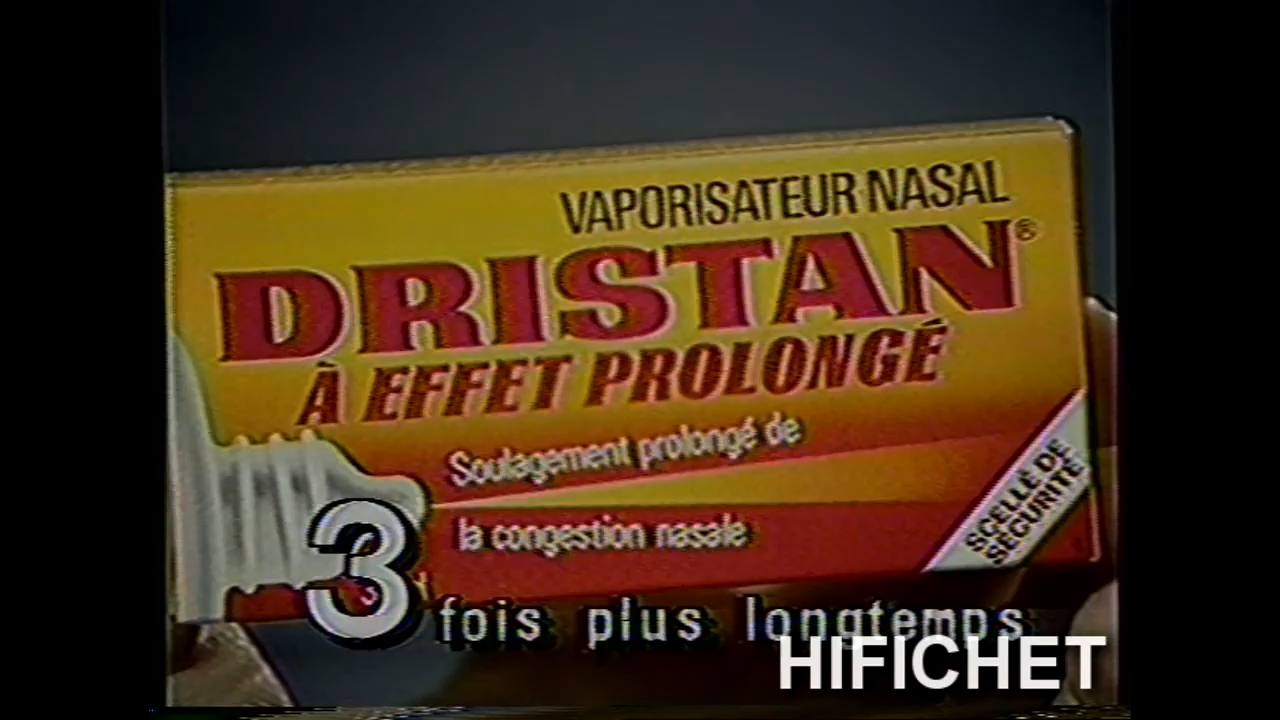 VAPORISATEUR NASAL
DRISTAN®
À EFFET PROLONGÉ
Soulagement prolongé de
la congestion nasale
SCELLÉ DE
SÉCURITÉ
3 fois plus longtemps
HIFICHET